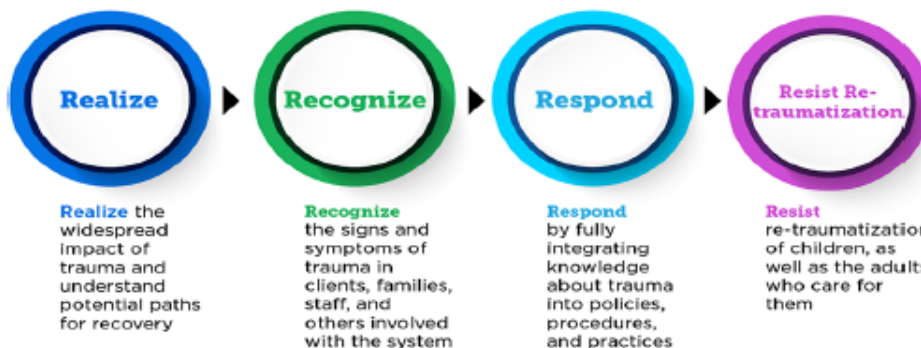 Realize
Recognize
Respond
Resist Re-
traumatization
Realize the
widespread
impact of
trauma and
understand
potential paths
for recovery
Recognize
the signs and
symptoms of
trauma in
clients, families,
staff, and
others involved
with the system
Respond
by fully
integrating
knowledge
about trauma
into policies,
procedures,
and practices
Resist
re-traumatization
of children, as
well as the adults
who care for
them